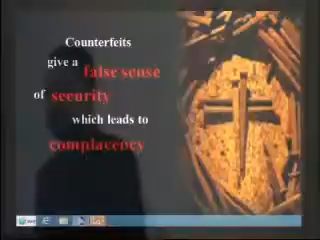 Counterfeits
give a false sense
of security
which leads to
complacency